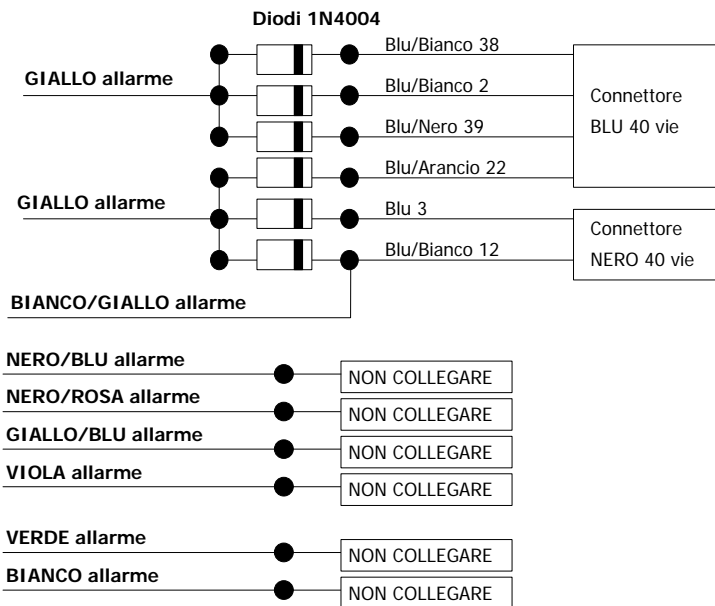 Diodi 1N4004
Blu/Bianco 38
GIALLO allarme
Blu/Bianco 2
Connettore
Blu/Nero 39
BLU 40 vie
Blu/Arancio 22
GIALLO allarme
Blu 3
Connettore
Blu/Bianco 12
NERO 40 vie
BIANCO/GIALLO allarme
NERO/BLU allarme
NON COLLEGARE
NERO/ROSA allarme
NON COLLEGARE
GIALLO/BLU allarme
NON COLLEGARE
VIOLA allarme
NON COLLEGARE
VERDE allarme
NON COLLEGARE
BIANCO allarme
NON COLLEGARE